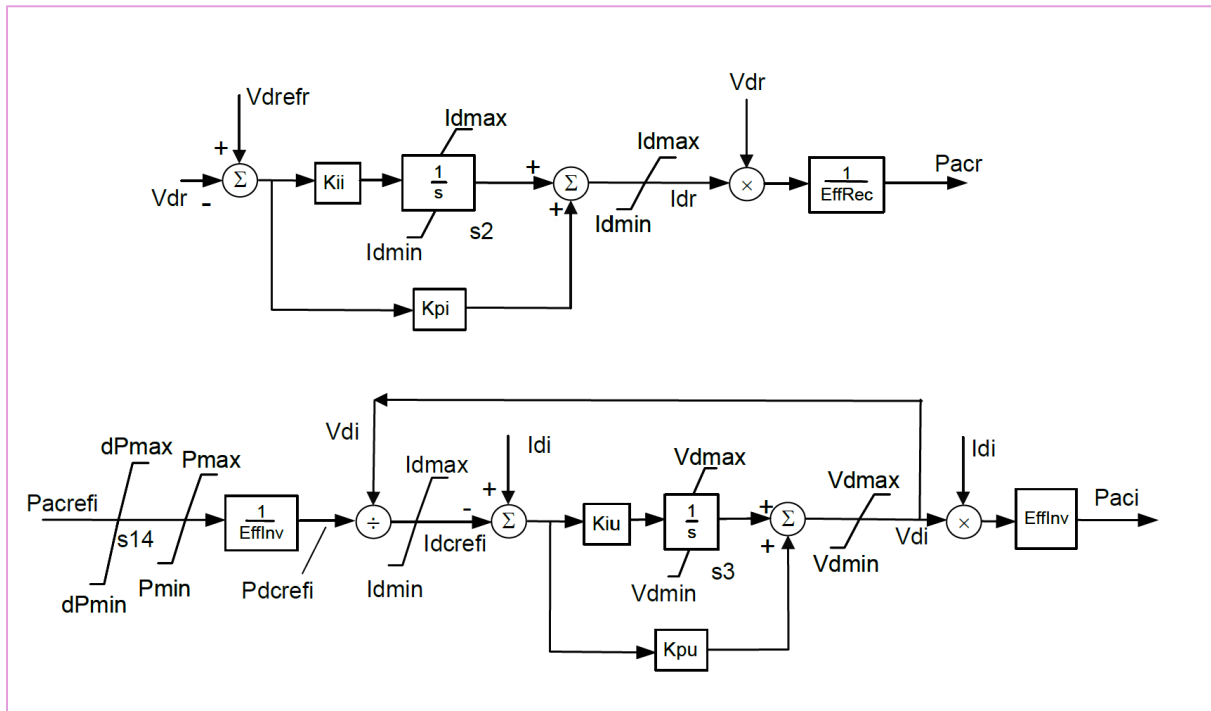 Vdrefr
Vdr
+
Idmax
Idmax
Vdr
-
Σ
Kii
1
s
+
Σ
+
×
1
EffRec
Pacr
Idmin
s2
Idmin
Idr
Kpi
Vdi
Idi
Idi
dPmax
Pmax
Idmax
Vdmax
Vdmax
Pacrefi
s14
1
EffInv
÷
-
+
Σ
Kiu
1
s
+
Σ
+
×
EffInv
Paci
Idcrefi
Vdi
dPmin
Pmin
Pdcrefi
Idmin
Vdmin
s3
Vdmin
Kpu